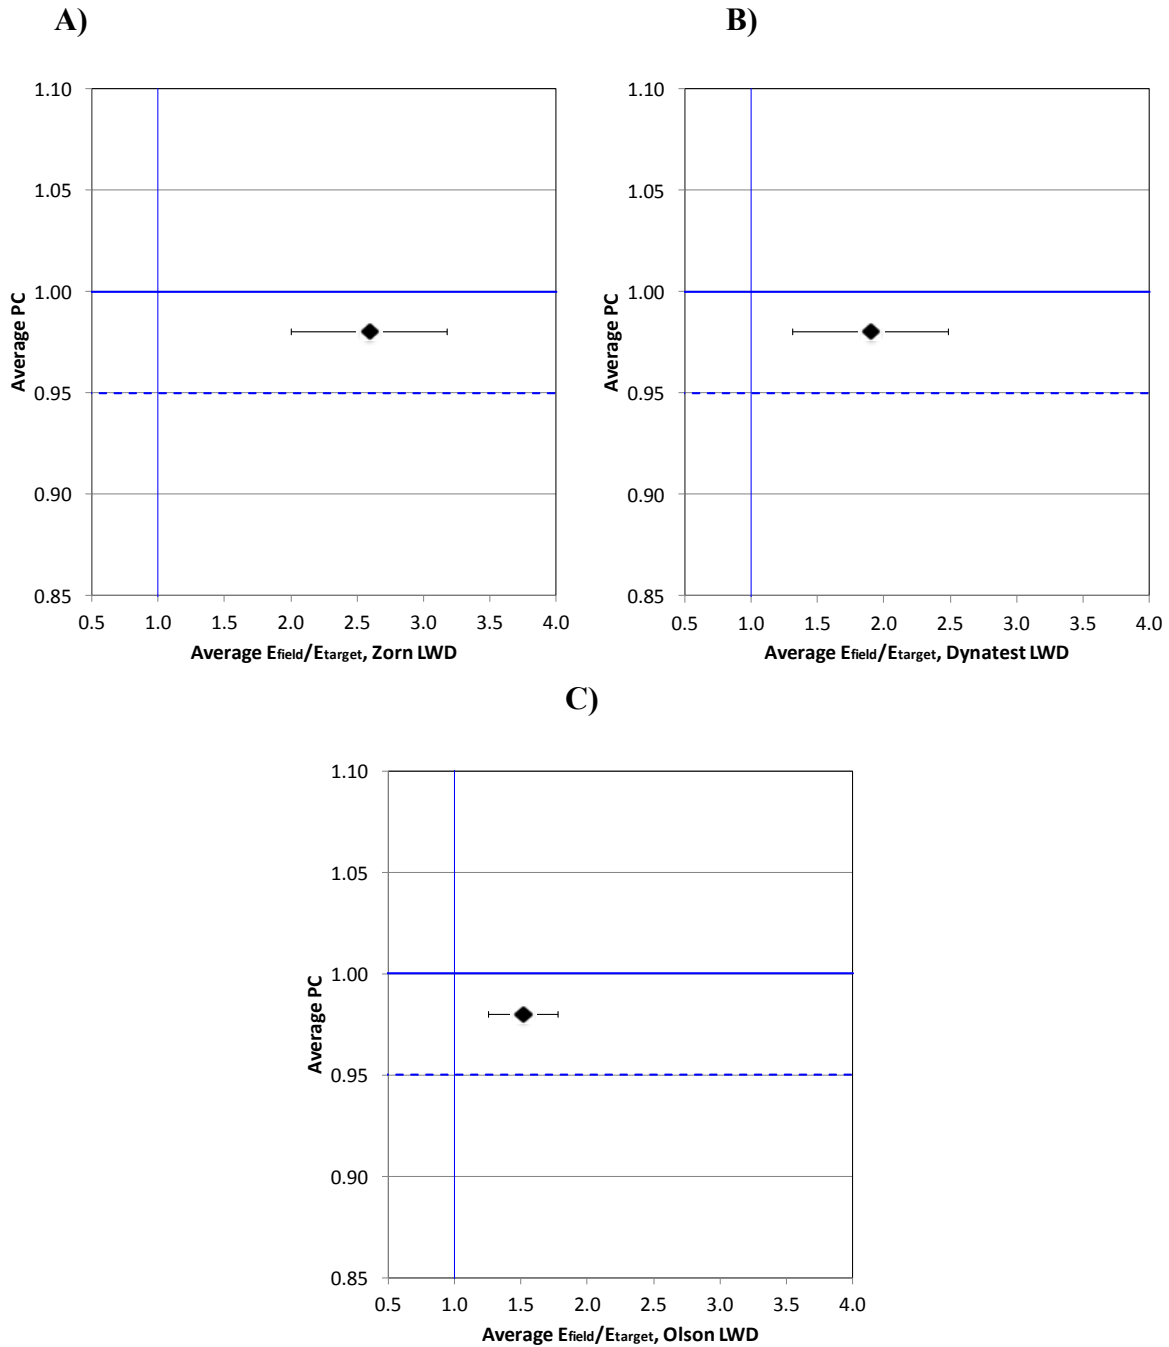 A)
B)
1.10
1.05
1.00
0.95
0.90
0.85
Average PC
0.5 1.0 1.5 2.0 2.5 3.0 3.5 4.0
Average Efield/Etarget, Zorn LWD
1.10
1.05
1.00
0.95
0.90
0.85
Average PC
0.5 1.0 1.5 2.0 2.5 3.0 3.5 4.0
Average Efield/Etarget, Dynatest LWD
C)
1.10
1.05
1.00
0.95
0.90
0.85
Average PC
0.5 1.0 1.5 2.0 2.5 3.0 3.5 4.0
Average Efield/Etarget, Olson LWD